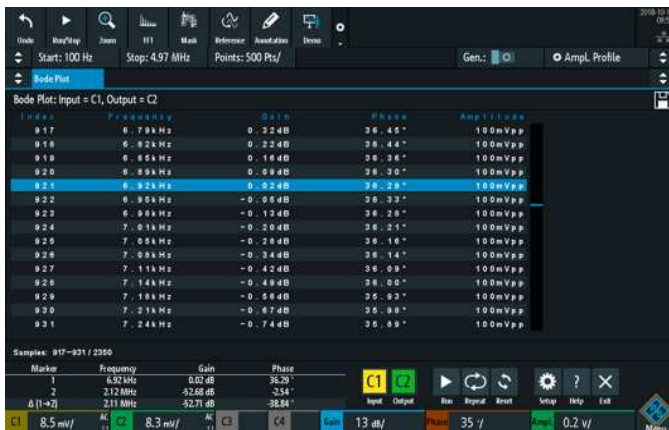 2019-10-1
Undo Run/Stop Zoom FFT Mask Reference Annotation Demo
Start: 100 Hz Stop: 4.97 MHz Points: 500 Pts/ Gen.: O Ampl. Profile
Bode Plot
Bode Plot: Input = C1, Output = C2
Index Frequency Gain Phase Amplitude
917 6.79kHz 0.32dB 36.45° 100mVpp
918 6.82kHz 0.22dB 36.44° 100mVpp
919 6.85kHz 0.16dB 36.36° 100mVpp
920 6.89kHz 0.09dB 36.30° 100mVpp
921 6.92kHz 0.02dB 36.29° 100mVpp
922 6.95kHz -0.05dB 36.33° 100mVpp
923 6.98kHz -0.13dB 36.28° 100mVpp
924 7.01kHz -0.20dB 36.21° 100mVpp
925 7.05kHz -0.28dB 36.16° 100mVpp
926 7.08kHz -0.34dB 36.14° 100mVpp
927 7.11kHz -0.42dB 36.09° 100mVpp
928 7.14kHz -0.49dB 36.00° 100mVpp
929 7.18kHz -0.56dB 35.93° 100mVpp
930 7.21kHz -0.67dB 35.98° 100mVpp
931 7.24kHz -0.74dB 35.89° 100mVpp
Samples: 917-931 / 2350
Marker Frequency Gain Phase
1 6.92 kHz 0.02 dB 36.29 °
2 2.12 MHz -52.68 dB -2.54 °
Δ (1→2) 2.11 MHz -52.71 dB -38.84 °
C1 C2
Input Output Run Repeat Reset Setup Help Exit
C1 8.5 mV/ AC C2 8.3 mV/ AC C3 C4 Gain 13 dB/ Phase 35 °/ Ampl. 0.2 V/ Menu